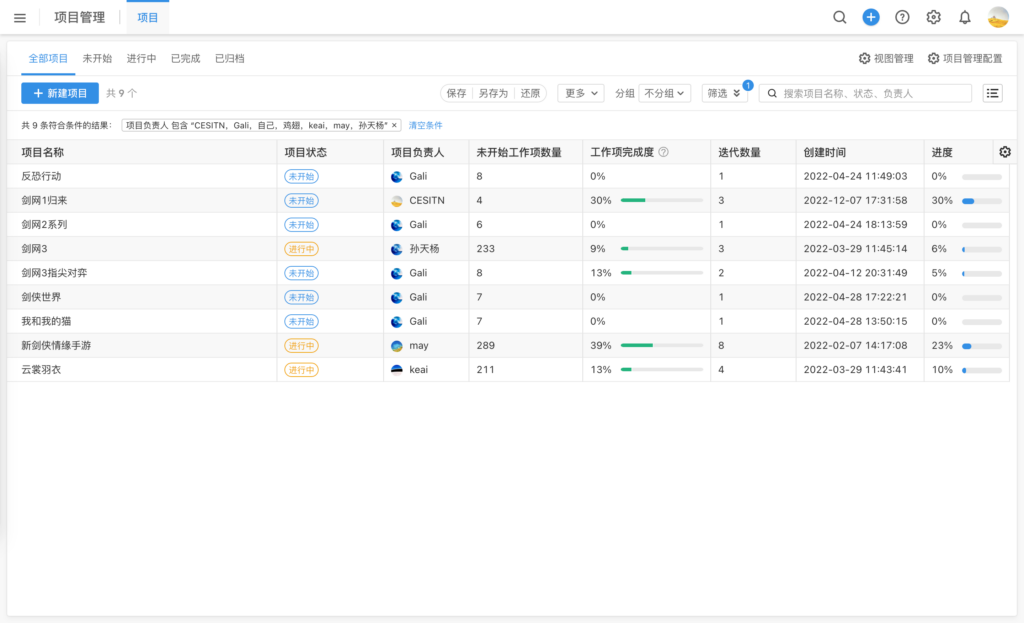 项目管理 项目
全部项目 未开始 进行中 已完成 已归档 视图管理 项目管理配置
+ 新建项目 共 9 个 保存 另存为 还原 更多 分组 不分组 筛选 1 搜索项目名称、状态、负责人
共 9 条符合条件的结果: 项目负责人 包含 “CESITN, Gali, 自己, 鸡翅, keai, may, 孙天杨” × 清空条件
项目名称 项目状态 项目负责人 未开始工作项数量 工作项完成度 迭代数量 创建时间 进度
反恐行动 未开始 Gali 8 0% 1 2022-04-24 11:49:03 0%
剑网1归来 未开始 CESITN 4 30% 3 2022-12-07 17:31:58 30%
剑网2系列 未开始 Gali 6 0% 1 2022-04-24 18:13:59 0%
剑网3 进行中 孙天杨 233 9% 3 2022-03-29 11:45:14 6%
剑网3指尖对弈 未开始 Gali 8 13% 2 2022-04-12 20:31:49 5%
剑侠世界 未开始 Gali 7 0% 1 2022-04-28 17:22:21 0%
我和我的猫 未开始 Gali 7 0% 1 2022-04-28 13:50:15 0%
新剑侠情缘手游 进行中 may 289 39% 8 2022-02-07 14:17:08 23%
云裳羽衣 进行中 keai 211 13% 4 2022-03-29 11:43:41 10%